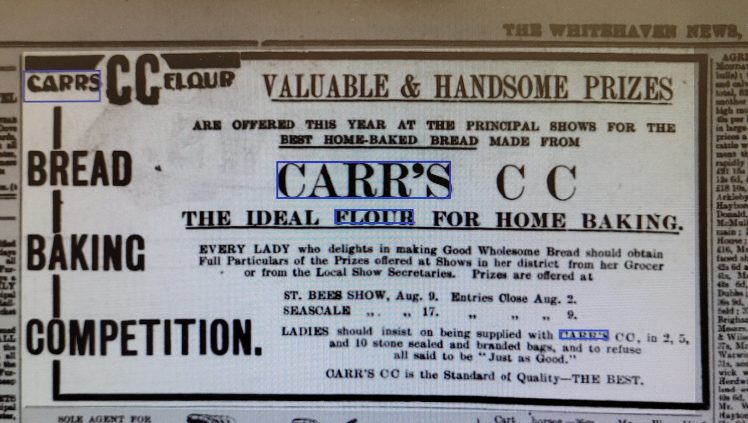 THE WHITEHAVEN NEWS,
CARRS CC FLOUR
BREAD
BAKING
COMPETITION.
VALUABLE & HANDSOME PRIZES
ARE OFFERED THIS YEAR AT THE PRINCIPAL SHOWS FOR THE
BEST HOME-BAKED BREAD MADE FROM
CARR'S CC
THE IDEAL FLOUR FOR HOME BAKING.
EVERY LADY who delights in making Good Wholesome Bread should obtain
Full Particulars of the Prizes offered at Shows in her district from her Grocer
or from the Local Show Secretaries. Prizes are offered at
ST. BEES SHOW, Aug. 9. Entries Close Aug. 2.
SEASCALE „ „ 17. „ „ „ 9.
LADIES should insist on being supplied with CARR'S CC, in 2, 5,
and 10 stone sealed and branded bags, and to refuse
all said to be "Just as Good."
CARR'S CC is the Standard of Quality—THE BEST.
SOLE AGENT FOR